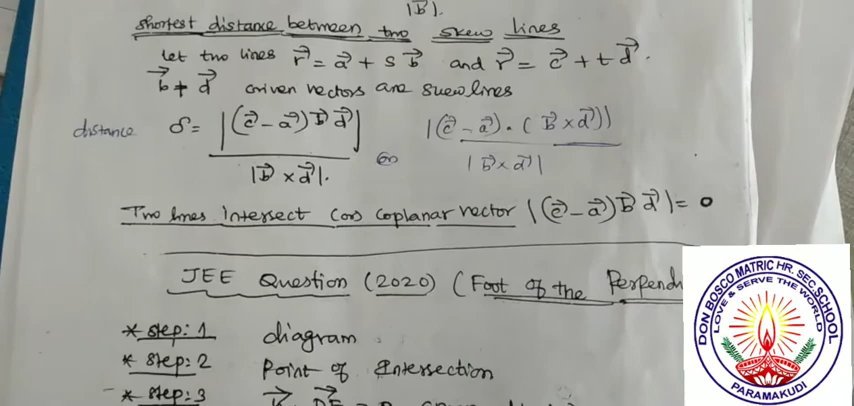 |b⃗|.
shortest distance between two skew lines
let two lines r⃗ = a⃗ + s b⃗ and r⃗ = c⃗ + t d⃗.
b⃗ ≠ d⃗ Given vectors are skew lines
distance δ = |(c⃗ - a⃗) b⃗ d⃗| / |b⃗ × d⃗|. (or) |(c⃗ - a⃗) • (b⃗ × d⃗)| / |b⃗ × d⃗|
Two lines intersect (or) coplanar vector |(c⃗ - a⃗) b⃗ d⃗| = 0
JEE Question (2020) (Foot of the Perpend
* Step: 1 diagram.
* Step: 2 Point of Intersection
* Step: 3
DON BOSCO MATRIC HR. SEC. SCHOOL
LOVE & SERVE THE WORLD
PARAMAKUDI